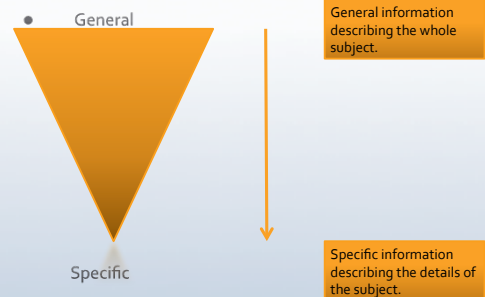 General
General information
describing the whole
subject.
Specific
Specific information
describing the details of
the subject.